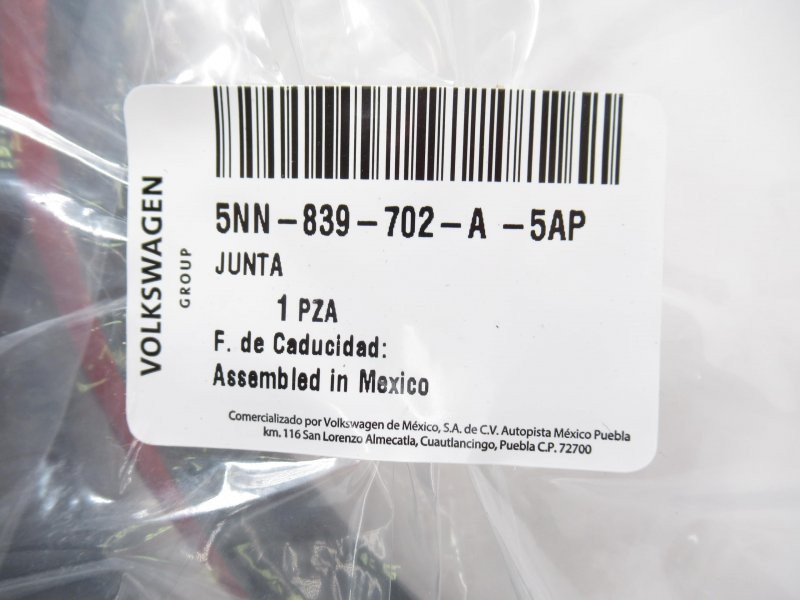 VOLKSWAGEN
GROUP
5NN-839-702-A -5AP
JUNTA
1 PZA
F. de Caducidad:
Assembled in Mexico
Comercializado por Volkswagen de México, S.A. de C.V. Autopista México Puebla
km. 116 San Lorenzo Almecatla, Cuautlancingo, Puebla C.P. 72700